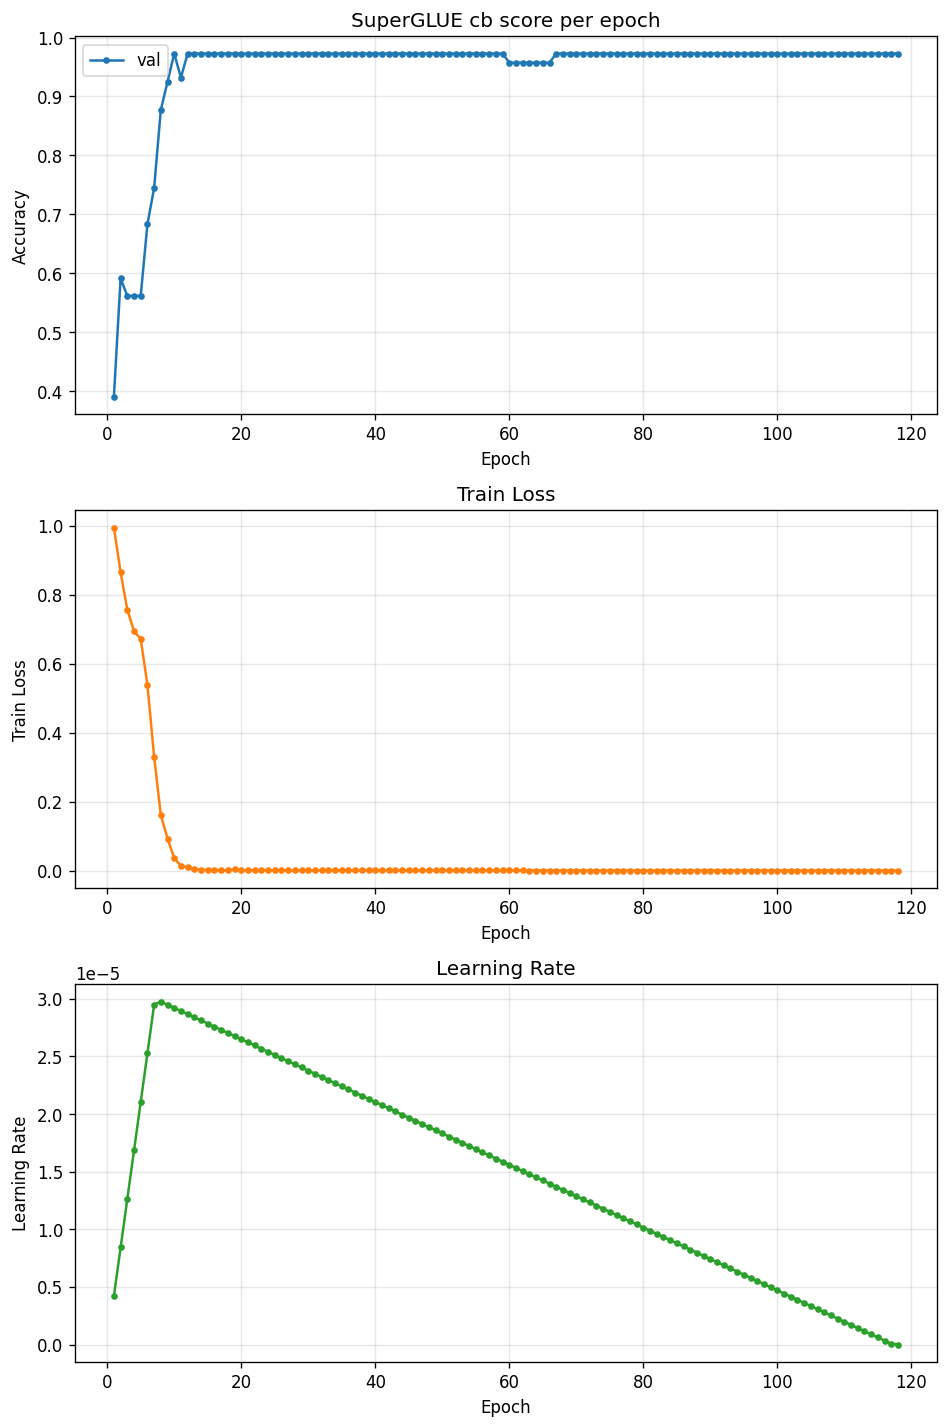 SuperGLUE cb score per epoch
val
Accuracy
1.0
0.9
0.8
0.7
0.6
0.5
0.4
0 20 40 60 80 100 120
Epoch
Train Loss
Train Loss
1.0
0.8
0.6
0.4
0.2
0.0
0 20 40 60 80 100 120
Epoch
Learning Rate
1e−5
Learning Rate
3.0
2.5
2.0
1.5
1.0
0.5
0.0
0 20 40 60 80 100 120
Epoch